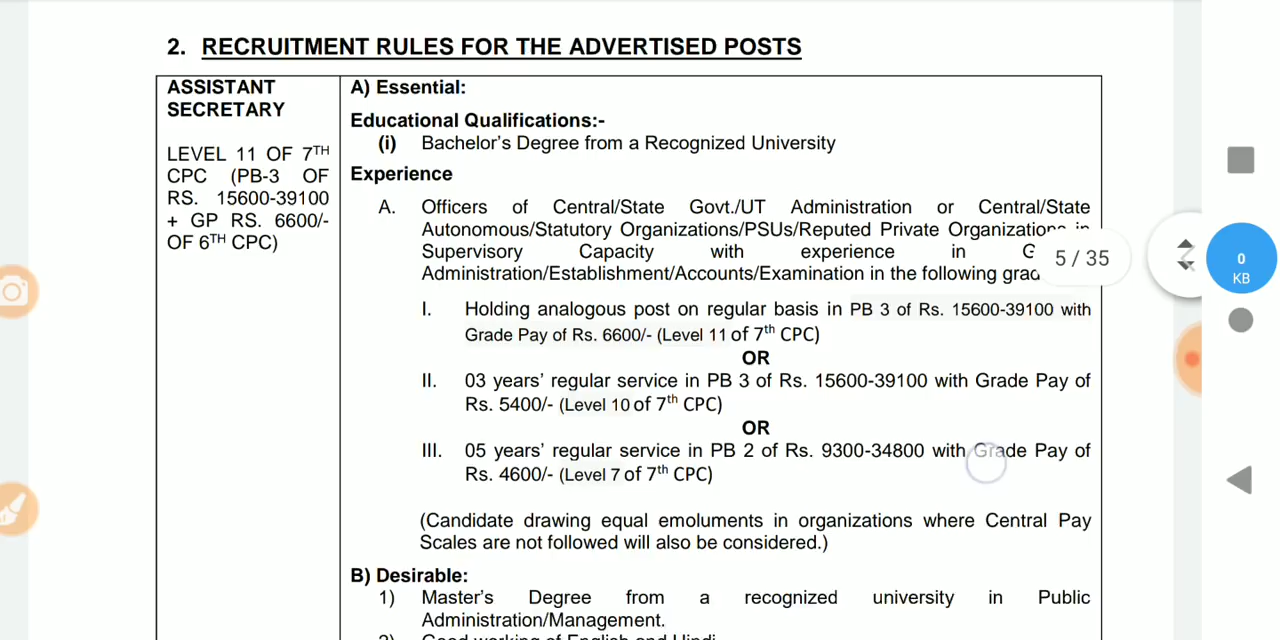 2. RECRUITMENT RULES FOR THE ADVERTISED POSTS
ASSISTANT
SECRETARY
LEVEL 11 OF 7TH
CPC (PB-3 OF
RS. 15600-39100
+ GP RS. 6600/-
OF 6TH CPC)
A) Essential:
Educational Qualifications:-
(i) Bachelor's Degree from a Recognized University
Experience
A. Officers of Central/State Govt./UT Administration or Central/State
Autonomous/Statutory Organizations/PSUs/Reputed Private Organizations in
Supervisory Capacity with experience in
Administration/Establishment/Accounts/Examination in the following
I. Holding analogous post on regular basis in PB 3 of Rs. 15600-39100 with
Grade Pay of Rs. 6600/- (Level 11 of 7th CPC)
OR
II. 03 years' regular service in PB 3 of Rs. 15600-39100 with Grade Pay of
Rs. 5400/- (Level 10 of 7th CPC)
OR
III. 05 years' regular service in PB 2 of Rs. 9300-34800 with Grade Pay of
Rs. 4600/- (Level 7 of 7th CPC)
(Candidate drawing equal emoluments in organizations where Central Pay
Scales are not followed will also be considered.)
B) Desirable:
1) Master's Degree from a recognized university in Public
Administration/Management.
2) Good working of English and Hindi
5 / 35
0
KB